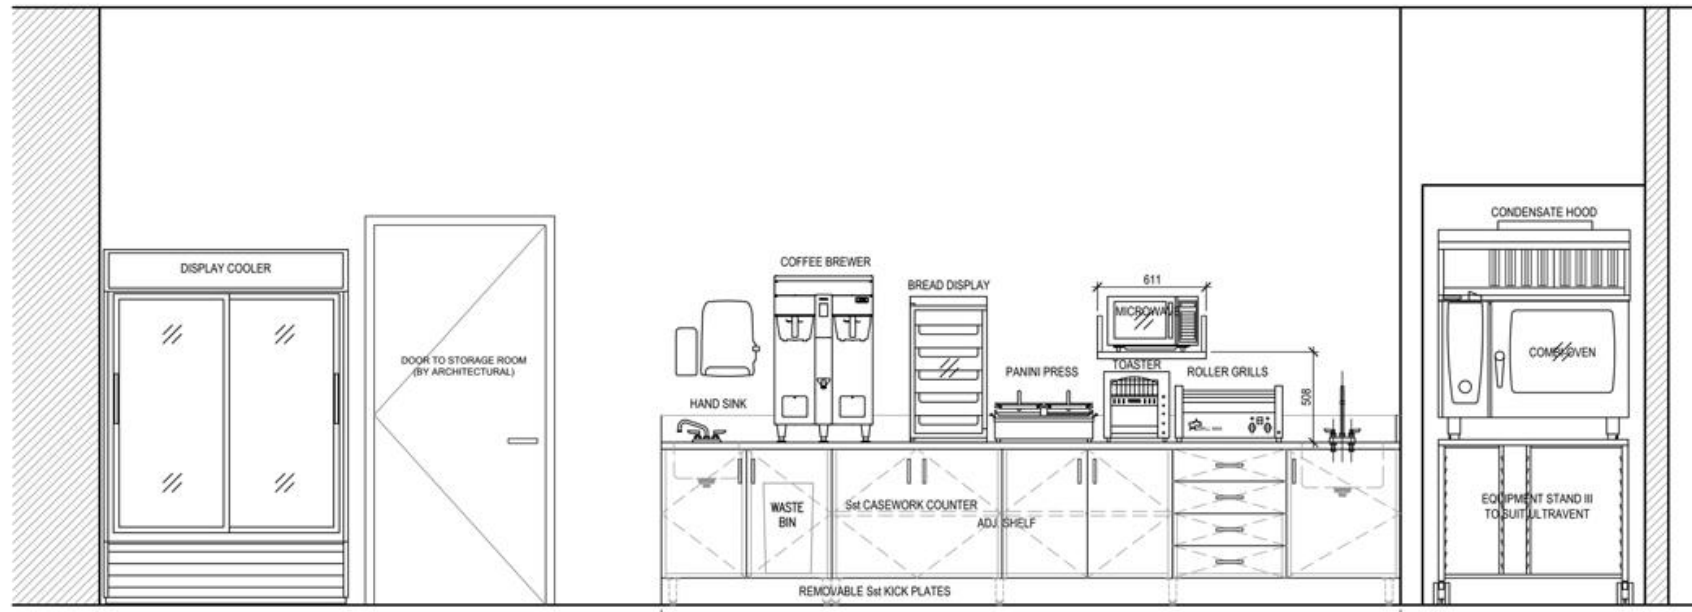 CONDENSATE HOOD
DISPLAY COOLER
COFFEE BREWER
BREAD DISPLAY
611
MICROWAVE
COMBI OVEN
DOOR TO STORAGE ROOM
(BY ARCHITECTURAL)
PANINI PRESS
TOASTER
ROLLER GRILLS
508
HAND SINK
WASTE
BIN
Sst CASEWORK COUNTER
ADJ. SHELF
EQUIPMENT STAND III
TO SUIT ULTRAVENT
REMOVABLE Sst KICK PLATES